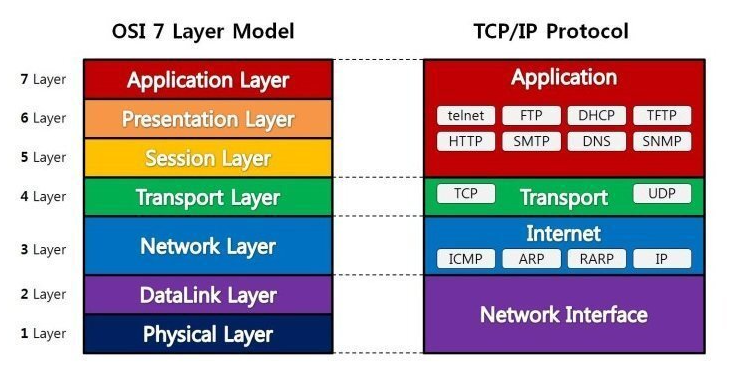 OSI 7 Layer Model
7 Layer
Application Layer
6 Layer
Presentation Layer
5 Layer
Session Layer
4 Layer
Transport Layer
3 Layer
Network Layer
2 Layer
DataLink Layer
1 Layer
Physical Layer
TCP/IP Protocol
Application
telnet FTP DHCP TFTP
HTTP SMTP DNS SNMP
TCP Transport UDP
Internet
ICMP ARP RARP IP
Network Interface